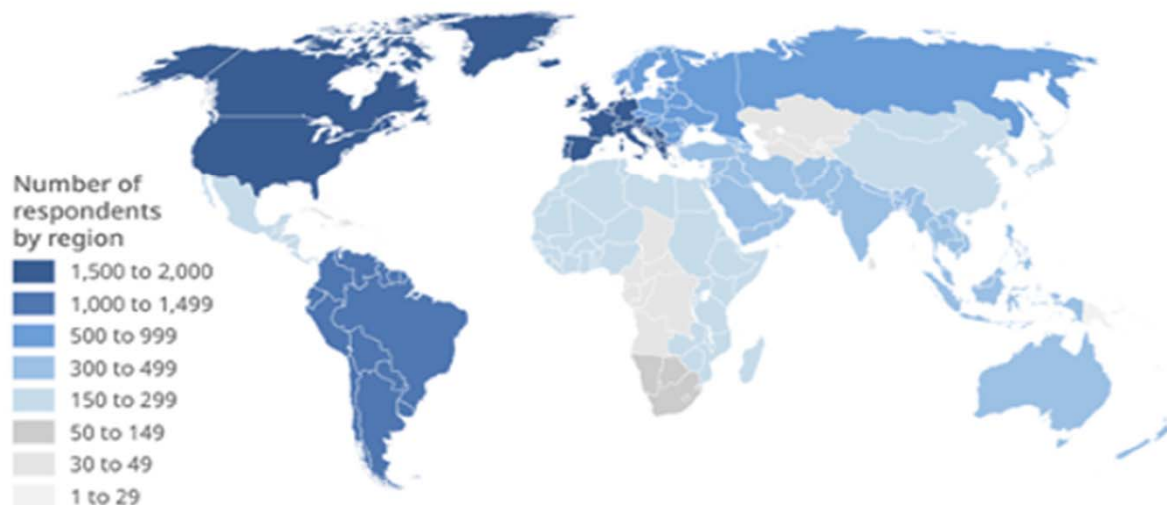 Number of
respondents
by region
1,500 to 2,000
1,000 to 1,499
500 to 999
300 to 499
150 to 299
50 to 149
30 to 49
1 to 29